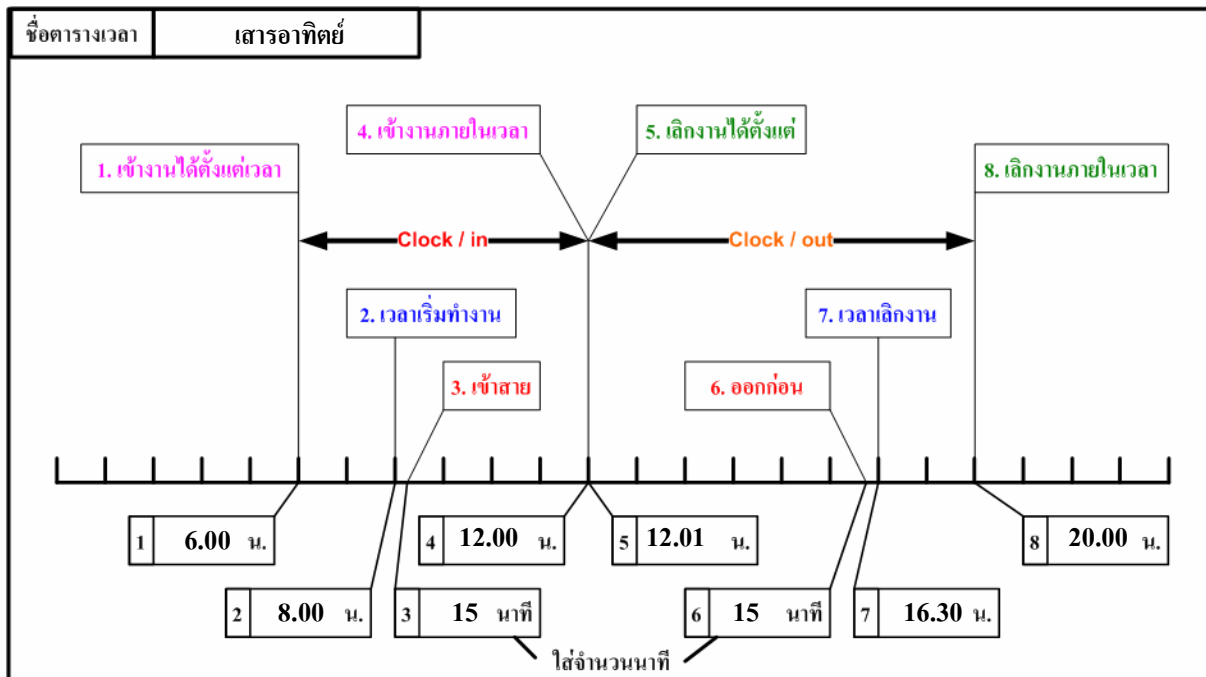 ชื่อตารางเวลา เสารอาทิตย์
4. เข้างานภายในเวลา 5. เลิกงานได้ตั้งแต่
1. เข้างานได้ตั้งแต่เวลา 8. เลิกงานภายในเวลา
Clock / in Clock / out
2. เวลาเริ่มทำงาน 7. เวลาเลิกงาน
3. เข้าสาย 6. ออกก่อน
1 6.00 น. 4 12.00 น. 5 12.01 น. 8 20.00 น.
2 8.00 น. 3 15 นาที 6 15 นาที 7 16.30 น.
ใส่จำนวนนาที